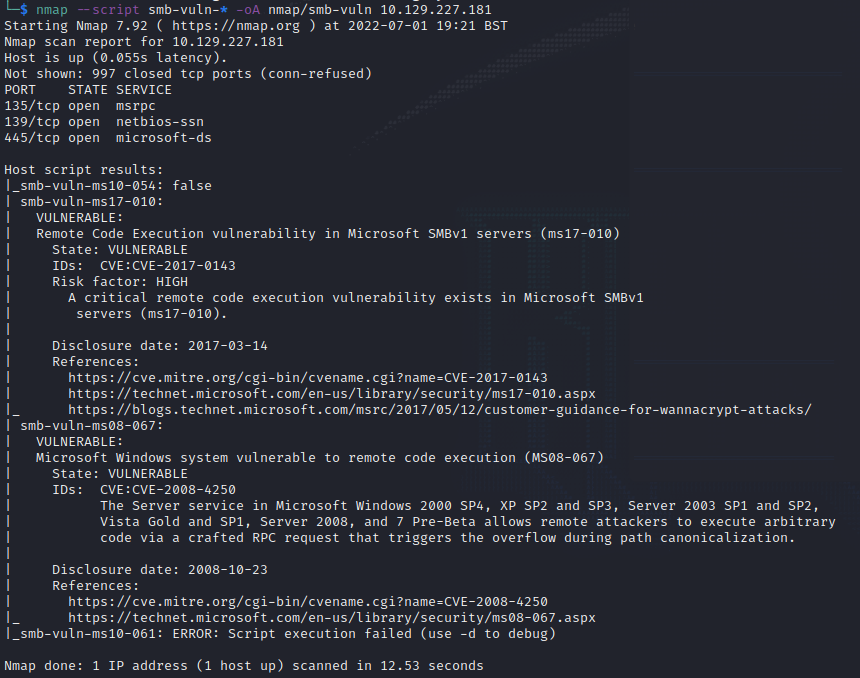 └─$ nmap --script smb-vuln-* -oA nmap/smb-vuln 10.129.227.181
Starting Nmap 7.92 ( https://nmap.org ) at 2022-07-01 19:21 BST
Nmap scan report for 10.129.227.181
Host is up (0.055s latency).
Not shown: 997 closed tcp ports (conn-refused)
PORT    STATE SERVICE
135/tcp open  msrpc
139/tcp open  netbios-ssn
445/tcp open  microsoft-ds

Host script results:
|_smb-vuln-ms10-054: false
| smb-vuln-ms17-010:
|   VULNERABLE:
|   Remote Code Execution vulnerability in Microsoft SMBv1 servers (ms17-010)
|     State: VULNERABLE
|     IDs:  CVE:CVE-2017-0143
|     Risk factor: HIGH
|       A critical remote code execution vulnerability exists in Microsoft SMBv1
|        servers (ms17-010).
|
|     Disclosure date: 2017-03-14
|     References:
|       https://cve.mitre.org/cgi-bin/cvename.cgi?name=CVE-2017-0143
|       https://technet.microsoft.com/en-us/library/security/ms17-010.aspx
|_      https://blogs.technet.microsoft.com/msrc/2017/05/12/customer-guidance-for-wannacrypt-attacks/
| smb-vuln-ms08-067:
|   VULNERABLE:
|   Microsoft Windows system vulnerable to remote code execution (MS08-067)
|     State: VULNERABLE
|     IDs:  CVE:CVE-2008-4250
|           The Server service in Microsoft Windows 2000 SP4, XP SP2 and SP3, Server 2003 SP1 and SP2,
|           Vista Gold and SP1, Server 2008, and 7 Pre-Beta allows remote attackers to execute arbitrary
|           code via a crafted RPC request that triggers the overflow during path canonicalization.
|
|     Disclosure date: 2008-10-23
|     References:
|       https://cve.mitre.org/cgi-bin/cvename.cgi?name=CVE-2008-4250
|_      https://technet.microsoft.com/en-us/library/security/ms08-067.aspx
|_smb-vuln-ms10-061: ERROR: Script execution failed (use -d to debug)

Nmap done: 1 IP address (1 host up) scanned in 12.53 seconds